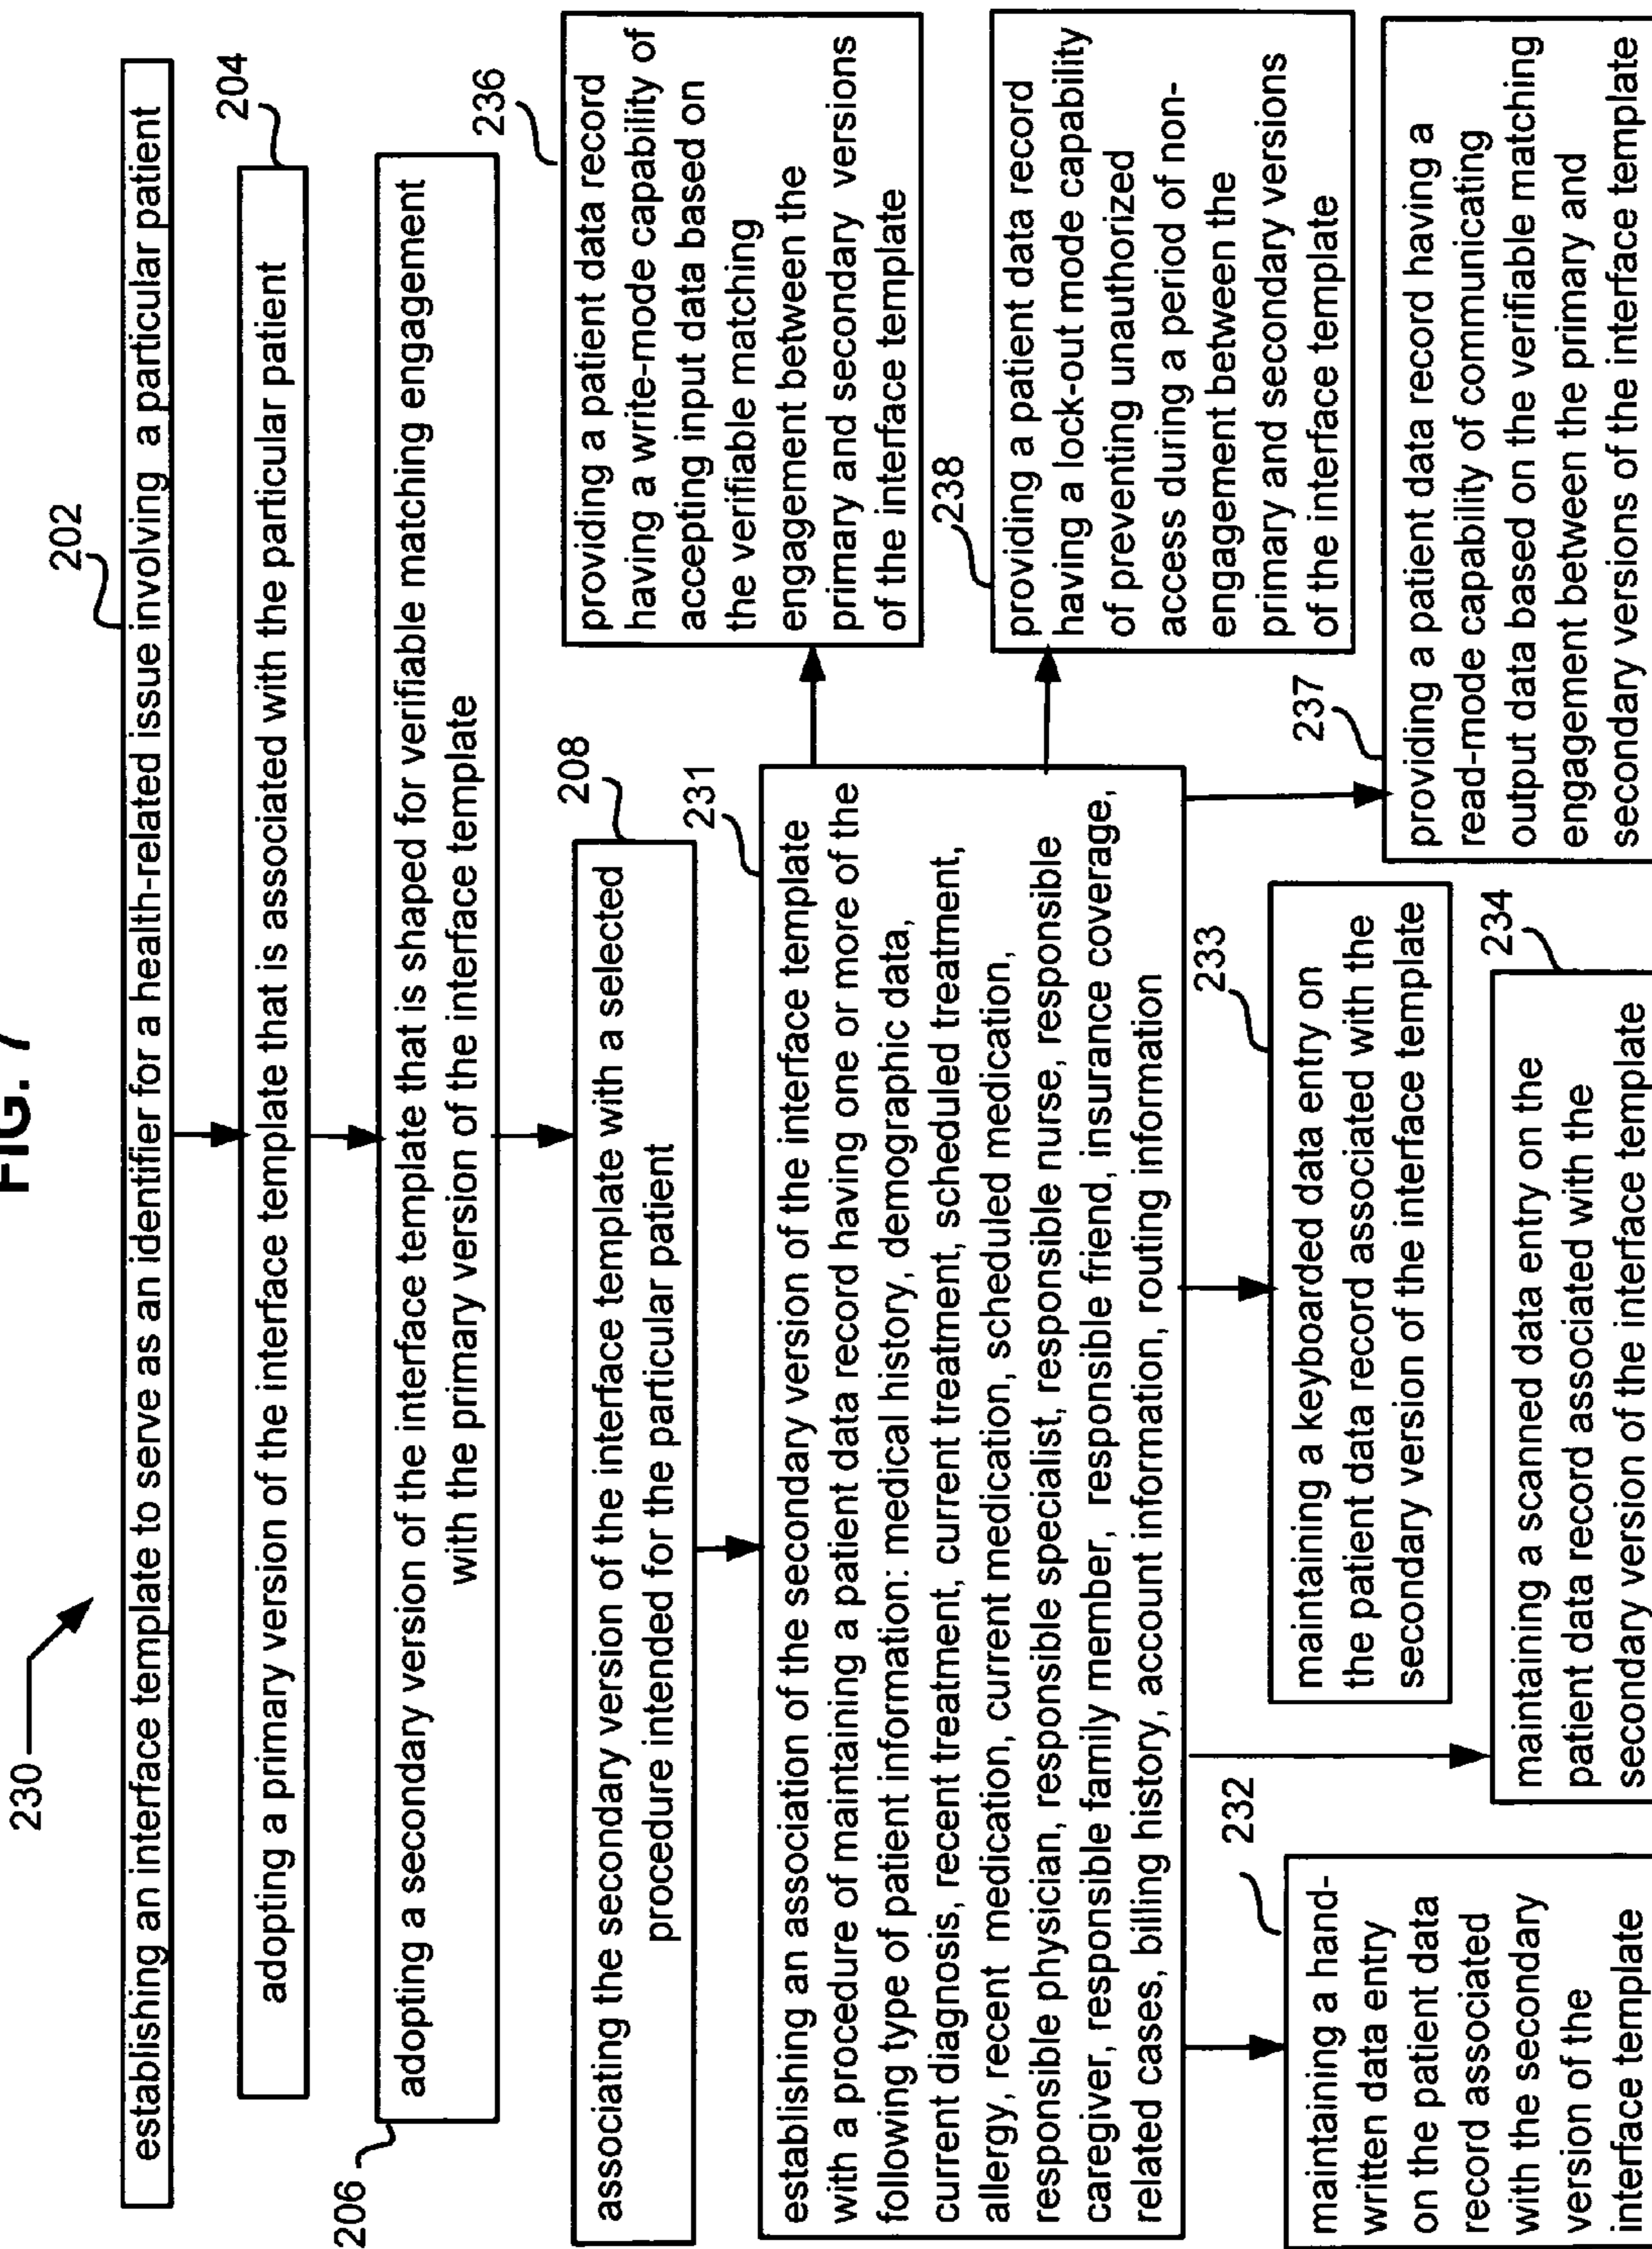 FIG. 7
230
202
establishing an interface template to serve as an identifier for a health-related issue involving a particular patient
204
adopting a primary version of the interface template that is associated with the particular patient
206
adopting a secondary version of the interface template that is shaped for verifiable matching engagement
with the primary version of the interface template
208
associating the secondary version of the interface template with a selected
procedure intended for the particular patient
231
establishing an association of the secondary version of the interface template
with a procedure of maintaining a patient data record having one or more of the
following type of patient information: medical history, demographic data,
current diagnosis, recent treatment, current treatment, scheduled treatment,
allergy, recent medication, current medication, scheduled medication,
responsible physician, responsible specialist, responsible nurse, responsible
caregiver, responsible family member, responsible friend, insurance coverage,
related cases, billing history, account information, routing information
236
providing a patient data record
having a write-mode capability of
accepting input data based on
the verifiable matching
engagement between the
primary and secondary versions
of the interface template
238
providing a patient data record
having a lock-out mode capability
of preventing unauthorized
access during a period of non-
engagement between the
primary and secondary versions
of the interface template
237
providing a patient data record having a
read-mode capability of communicating
output data based on the verifiable matching
engagement between the primary and
secondary versions of the interface template
232
maintaining a hand-
written data entry
on the patient data
record associated
with the secondary
version of the
interface template
233
maintaining a keyboarded data entry on
the patient data record associated with the
secondary version of the interface template
234
maintaining a scanned data entry on the
patient data record associated with the
secondary version of the interface template